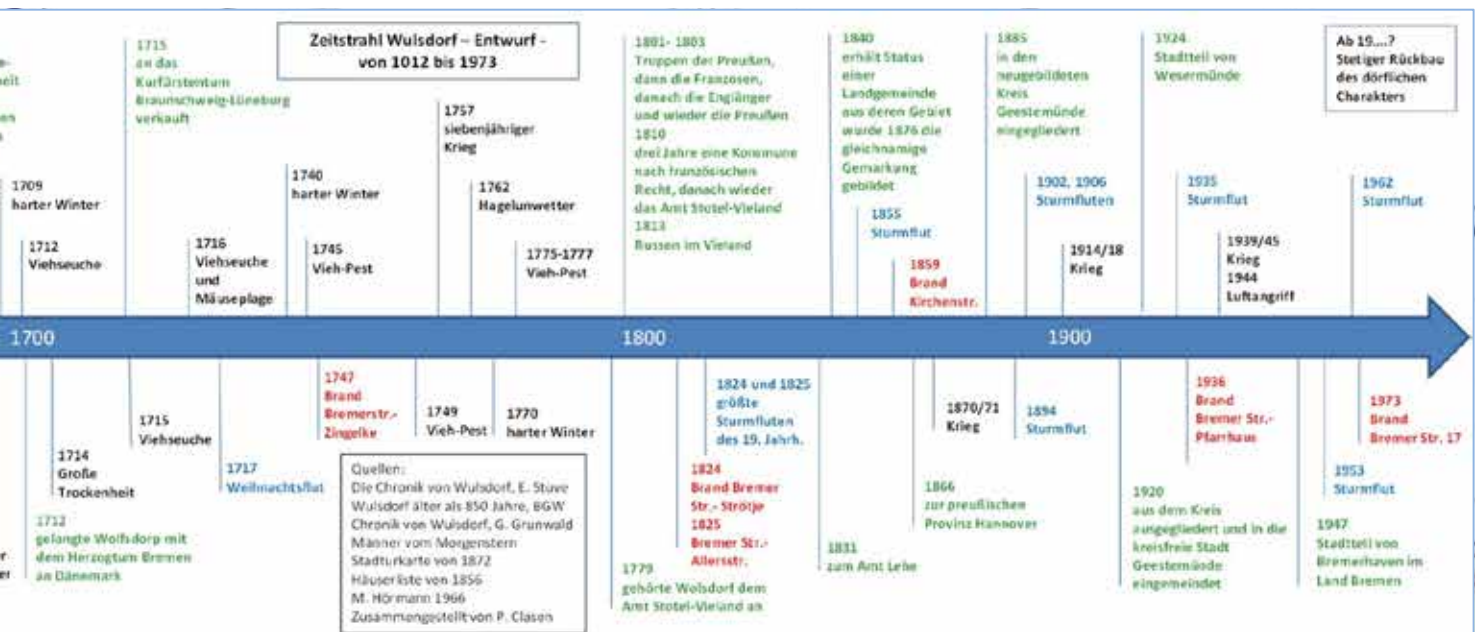 Zeitstrahl Wulsdorf – Entwurf -
von 1012 bis 1973
1715
an das
Kurfürstentum
Braunschweig-Lüneburg
verkauft
1709
harter Winter
1712
Viehseuche
1716
Viehseuche
und
Mäuseplage
1740
harter Winter
1745
Vieh-Pest
1757
siebenjähriger
Krieg
1762
Hagelunwetter
1775-1777
Vieh-Pest
1801- 1803
Truppen der Preußen,
dann die Franzosen,
danach die Englänger
und wieder die Preußen
1810
drei Jahre eine Kommune
nach französischen
Recht, danach wieder
das Amt Stotel-Vieland
1813
Russen im Vieland
1840
erhält Status
einer
Landgemeinde
aus deren Gebiet
wurde 1876 die
gleichnamige
Gemarkung
gebildet
1855
Sturmflut
1859
Brand
Kirchenstr.
1885
in den
neugebildeten
Kreis
Geestemünde
eingegliedert
1902, 1906
Sturmfluten
1914/18
Krieg
1924
Stadtteil von
Wesermünde
1935
Sturmflut
1939/45
Krieg
1944
Luftangriff
Ab 19....?
Stetiger Rückbau
des dörflichen
Charakters
1962
Sturmflut
1700
1800
1900
1712
gelangte Wolfsdorp mit
dem Herzogtum Bremen
an Dänemark
1714
Große
Trockenheit
1715
Viehseuche
1717
Weihnachtsflut
1747
Brand
Bremerstr.-
Zingelke
1749
Vieh-Pest
1770
harter Winter
Quellen:
Die Chronik von Wulsdorf, E. Stüve
Wulsdorf älter als 850 Jahre, BGW
Chronik von Wulsdorf, G. Grunwald
Männer vom Morgenstern
Stadturkarte von 1872
Häuserliste von 1856
M. Hörmann 1966
Zusammengestellt von P. Clasen
1779
gehörte Wolsdorf dem
Amt Stotel-Vieland an
1824 und 1825
größte
Sturmfluten
des 19. Jahrh.
1824
Brand Bremer
Str.- Strötje
1825
Bremer Str.-
Allersstr.
1831
zum Amt Lehe
1866
zur preußischen
Provinz Hannover
1870/71
Krieg
1894
Sturmflut
1920
aus dem Kreis
ausgegliedert und in die
kreisfreie Stadt
Geestemünde
eingemeindet
1936
Brand
Bremer Str.-
Pfarrhaus
1947
Stadtteil von
Bremerhaven im
Land Bremen
1953
Sturmflut
1973
Brand
Bremer Str. 17